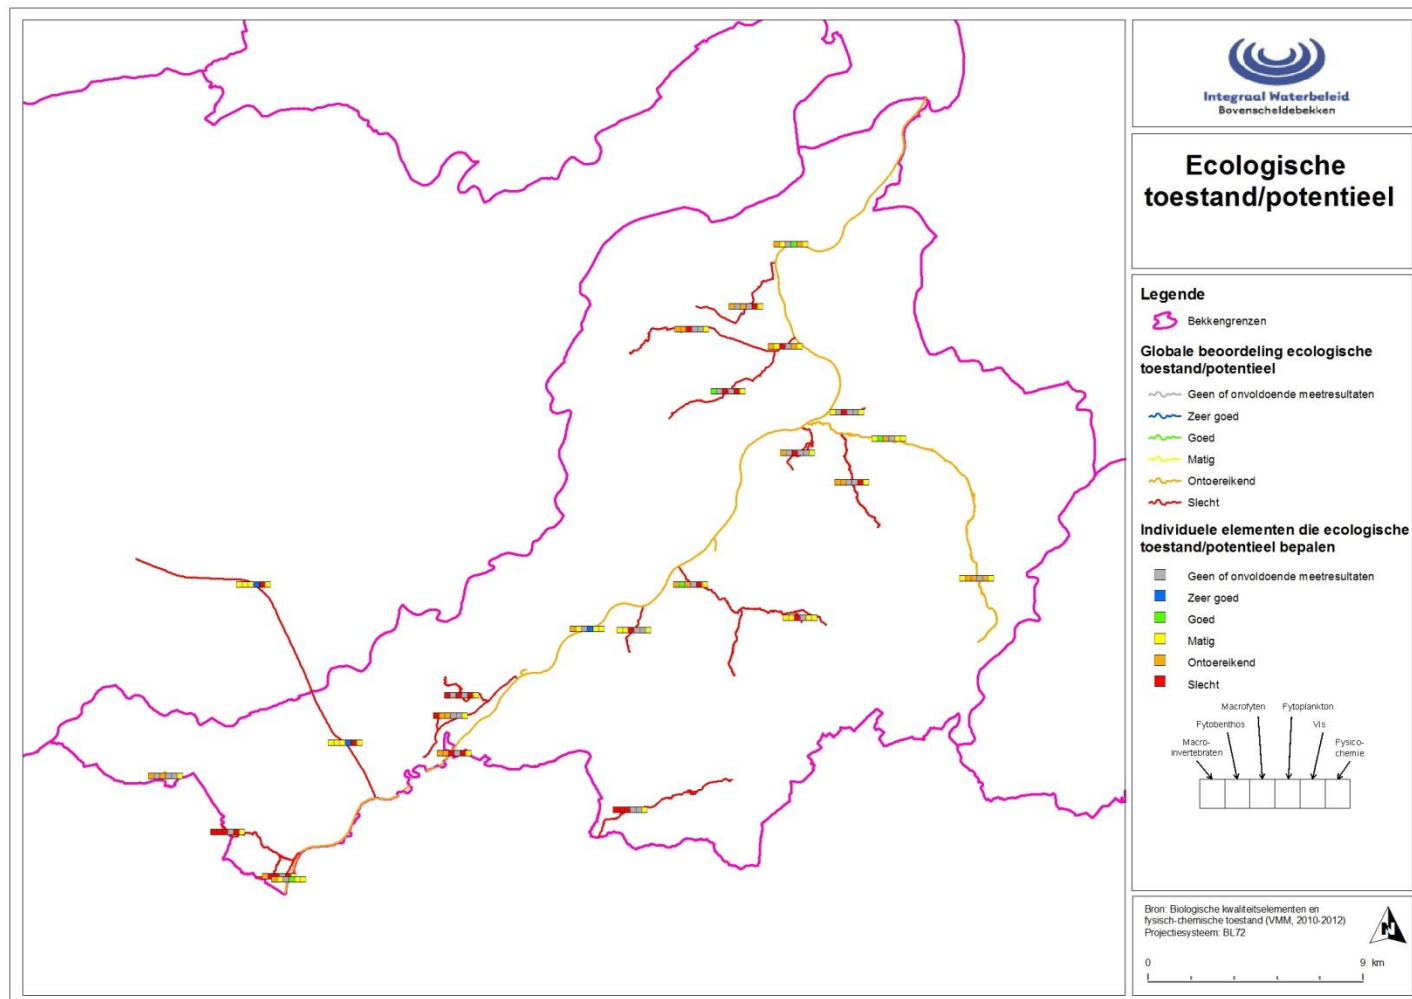 Integraal Waterbeleid
Bovenscheldebekken
Ecologische
toestand/potentieel
Legende
Bekkengrenzen
Globale beoordeling ecologische
toestand/potentieel
Geen of onvoldoende meetresultaten
Zeer goed
Goed
Matig
Ontoereikend
Slecht
Individuele elementen die ecologische
toestand/potentieel bepalen
Geen of onvoldoende meetresultaten
Zeer goed
Goed
Matig
Ontoereikend
Slecht
Macrofyten
Fytoplankton
Fytobenthos
Vis
Macro-
invertebraten
Fysico-
chemie
Bron: Biologische kwaliteitselementen en
fysisch-chemische toestand (VMM, 2010-2012)
Projectiesysteem: BL72
N
0 9 km